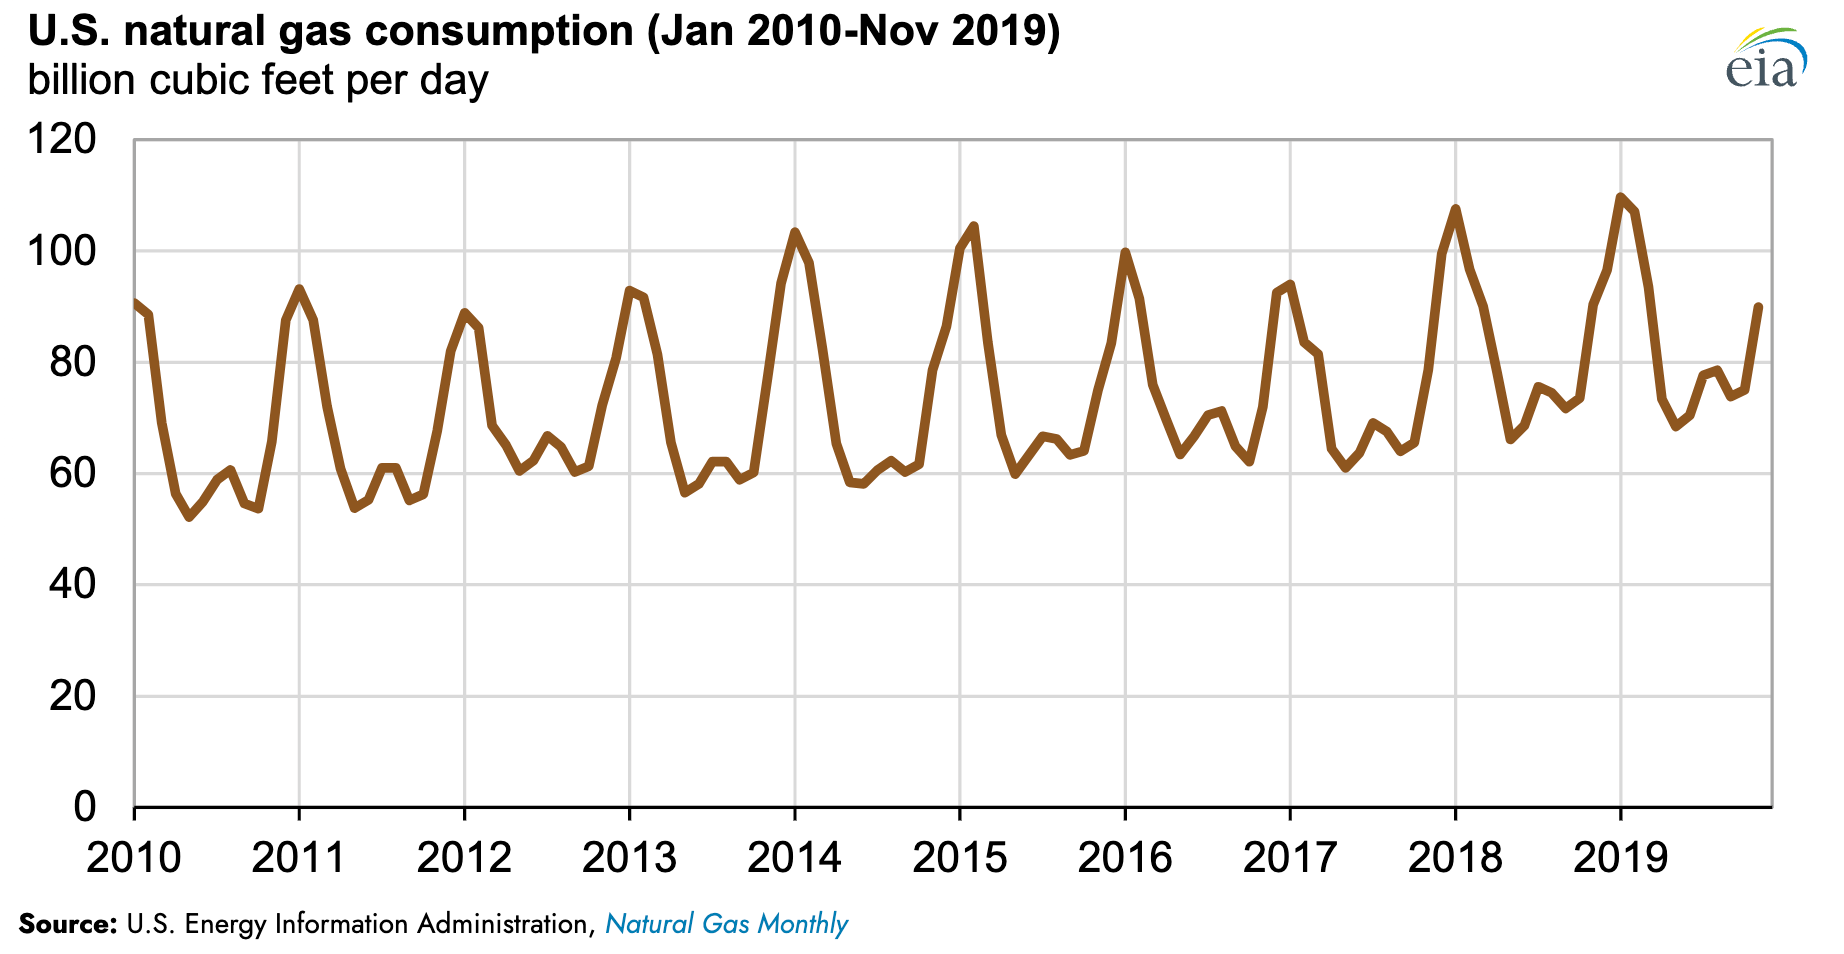 U.S. natural gas consumption (Jan 2010-Nov 2019)
billion cubic feet per day
eia
120
100
80
60
40
20
0
2010 2011 2012 2013 2014 2015 2016 2017 2018 2019
Source: U.S. Energy Information Administration, Natural Gas Monthly